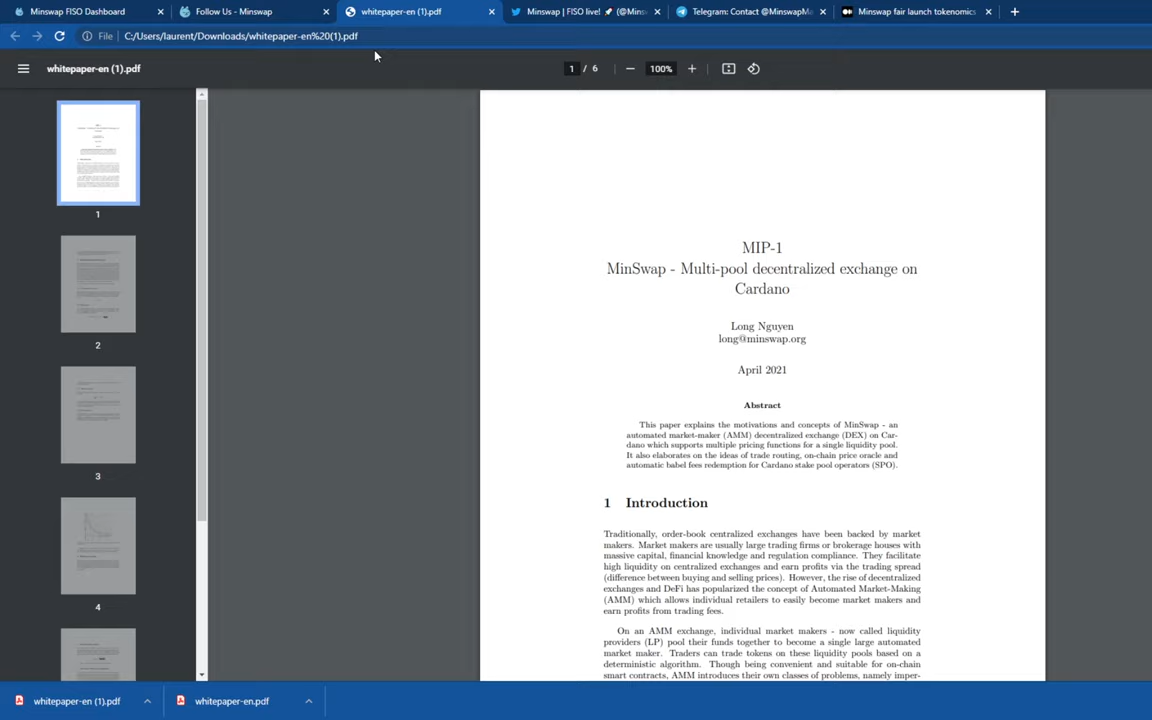 Minswap FISO Dashboard
Follow Us - Minswap
whitepaper-en (1).pdf
Minswap | FISO live! 🚀 (@Mins
Telegram: Contact @MinswapMa
Minswap fair launch tokenomics
File
C:/Users/laurent/Downloads/whitepaper-en%20(1).pdf
whitepaper-en (1).pdf
1 / 6
100%
1
2
3
4
MIP-1
MinSwap - Multi-pool decentralized exchange on
Cardano
Long Nguyen
long@minswap.org
April 2021
Abstract
This paper explains the motivations and concepts of MinSwap - an
automated market-maker (AMM) decentralized exchange (DEX) on Car-
dano which supports multiple pricing functions for a single liquidity pool.
It also elaborates on the ideas of trade routing, on-chain price oracle and
automatic babel fees redemption for Cardano stake pool operators (SPO).
1 Introduction
Traditionally, order-book centralized exchanges have been backed by market
makers. Market makers are usually large trading firms or brokerage houses with
massive capital, financial knowledge and regulation compliance. They facilitate
high liquidity on centralized exchanges and earn profits via the trading spread
(difference between buying and selling prices). However, the rise of decentralized
exchanges and DeFi has popularized the concept of Automated Market-Making
(AMM) which allows individual retailers to easily become market makers and
earn profits from trading fees.
On an AMM exchange, individual market makers - now called liquidity
providers (LP) pool their funds together to become a single large automated
market maker. Traders can trade tokens on these liquidity pools based on a
deterministic algorithm. Though being convenient and suitable for on-chain
smart contracts, AMM introduces their own classes of problems, namely imper-
whitepaper-en (1).pdf
whitepaper-en.pdf